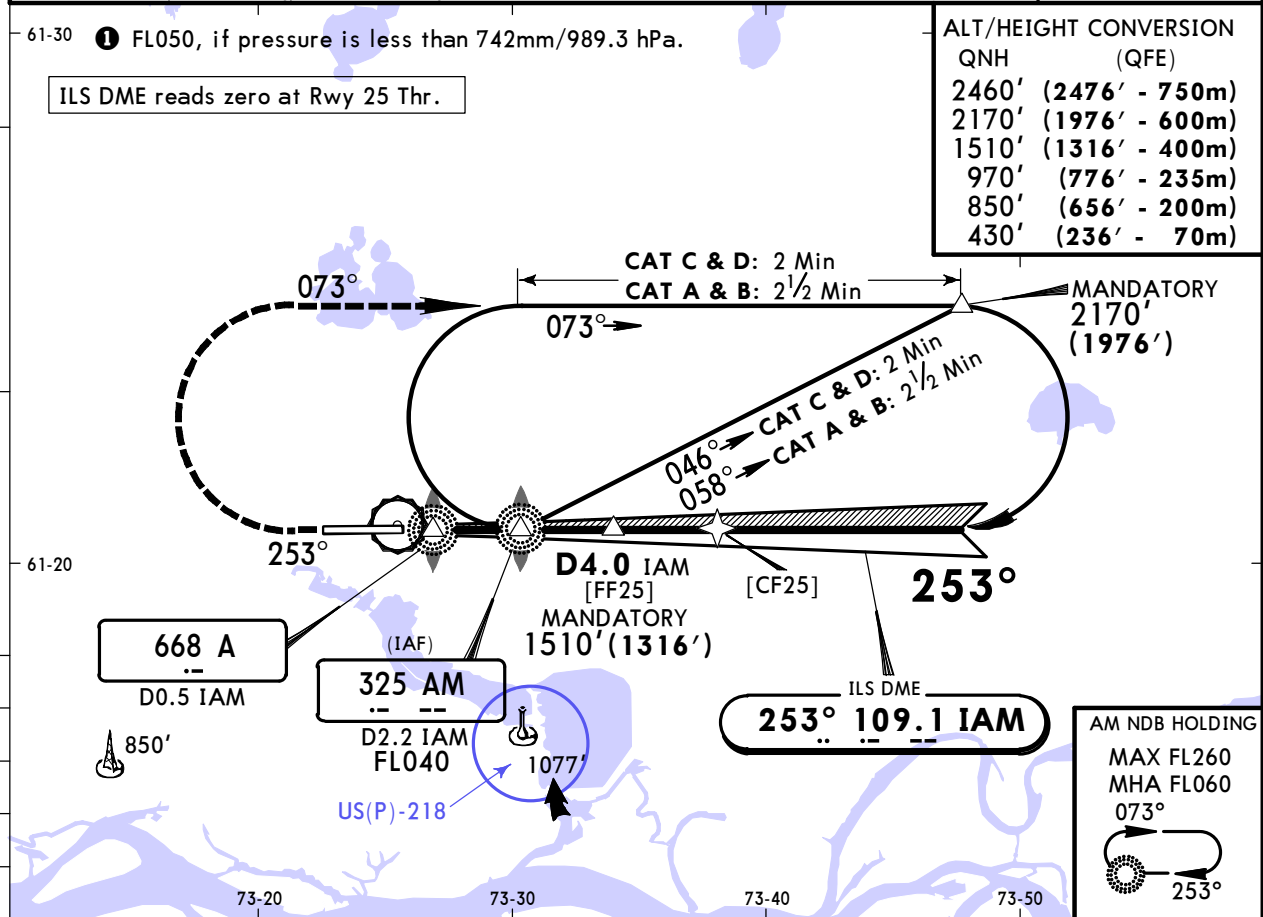 61-30
❶ FL050, if pressure is less than 742mm/989.3 hPa.
ILS DME reads zero at Rwy 25 Thr.
ALT/HEIGHT CONVERSION
QNH (QFE)
2460' (2476' - 750m)
2170' (1976' - 600m)
1510' (1316' - 400m)
970' (776' - 235m)
850' (656' - 200m)
430' (236' - 70m)
CAT C & D: 2 Min
CAT A & B: 2 1/2 Min
073°
073°
MANDATORY
2170'
(1976')
046° CAT C & D: 2 Min
058° CAT A & B: 2 1/2 Min
253°
61-20
D4.0 IAM
[FF25]
MANDATORY
1510' (1316')
[CF25]
253°
668 A
D0.5 IAM
(IAF)
325 AM
D2.2 IAM
FL040
ILS DME
253° 109.1 IAM
850'
1077'
US(P)-218
AM NDB HOLDING
MAX FL260
MHA FL060
073°
253°
73-20
73-30
73-40
73-50